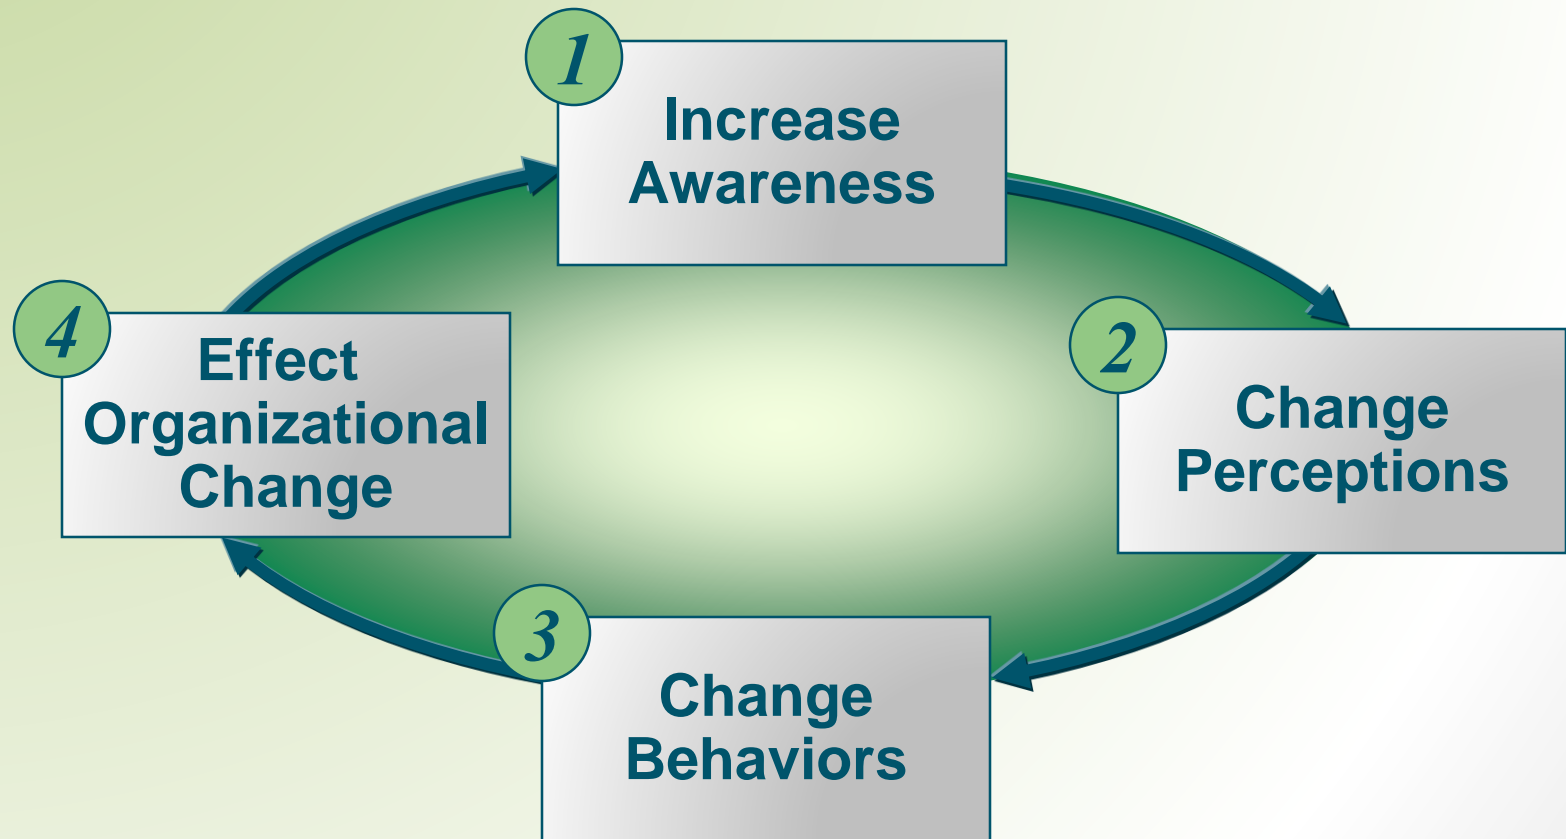 1
Increase
Awareness
2
Change
Perceptions
3
Change
Behaviors
4
Effect
Organizational
Change